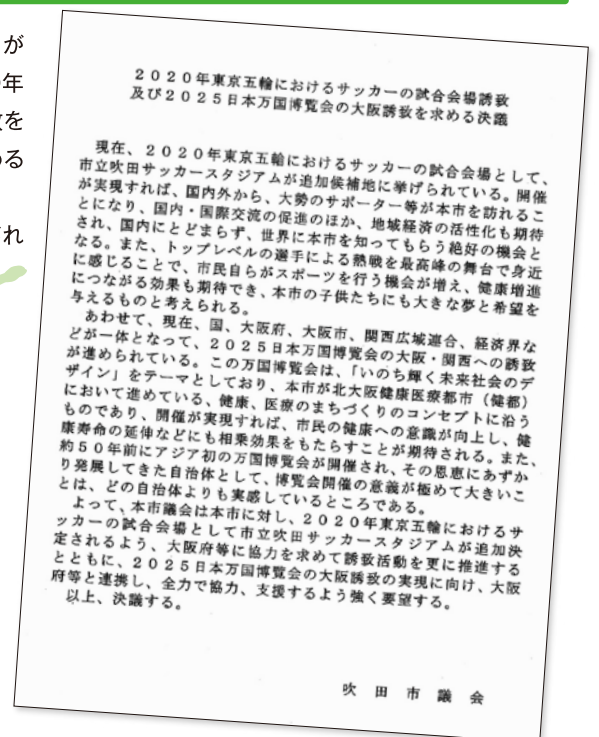 が
年
を
る
れ
2020年東京五輪におけるサッカーの試合会場誘致
及び2025日本万国博覧会の大阪誘致を求める決議
現在、2020年東京五輪におけるサッカーの試合会場として、
市立吹田サッカースタジアムが追加候補地に挙げられている。開催
が実現すれば、国内外から、大勢のサポーター等が本市を訪れるこ
とになり、国内・国際交流の促進のほか、地域経済の活性化も期待
され、国内にとどまらず、世界に本市を知ってもらう絶好の機会と
なる。また、トップレベルの選手による熱戦を最高峰の舞台で身近
に感じることで、市民自らがスポーツを行う機会が増え、健康増進
につながる効果も期待でき、本市の子供たちにも大きな夢と希望を
与えるものと考えられる。
あわせて、現在、国、大阪府、大阪市、関西広域連合、経済界な
どが一体となって、2025日本万国博覧会の大阪・関西への誘致
が進められている。この万国博覧会は、「いのち輝く未来社会のデ
ザイン」をテーマとしており、本市が北大阪健康医療都市（健都）
において進めている、健康、医療のまちづくりのコンセプトに沿う
ものであり、開催が実現すれば、市民の健康への意識が向上し、健
康寿命の延伸などにも相乗効果をもたらすことが期待される。また、
約50年前にアジア初の万国博覧会が開催され、その恩恵にあずか
り発展してきた自治体として、博覧会開催の意義が極めて大きいこ
とは、どの自治体よりも実感しているところである。
よって、本市議会は本市に対し、2020年東京五輪におけるサ
ッカーの試合会場として市立吹田サッカースタジアムが追加決
定されるよう、大阪府等に協力を求めて誘致活動を更に推進する
とともに、2025日本万国博覧会の大阪誘致の実現に向け、大阪
府等と連携し、全力で協力、支援するよう強く要望する。
以上、決議する。
吹田市議会